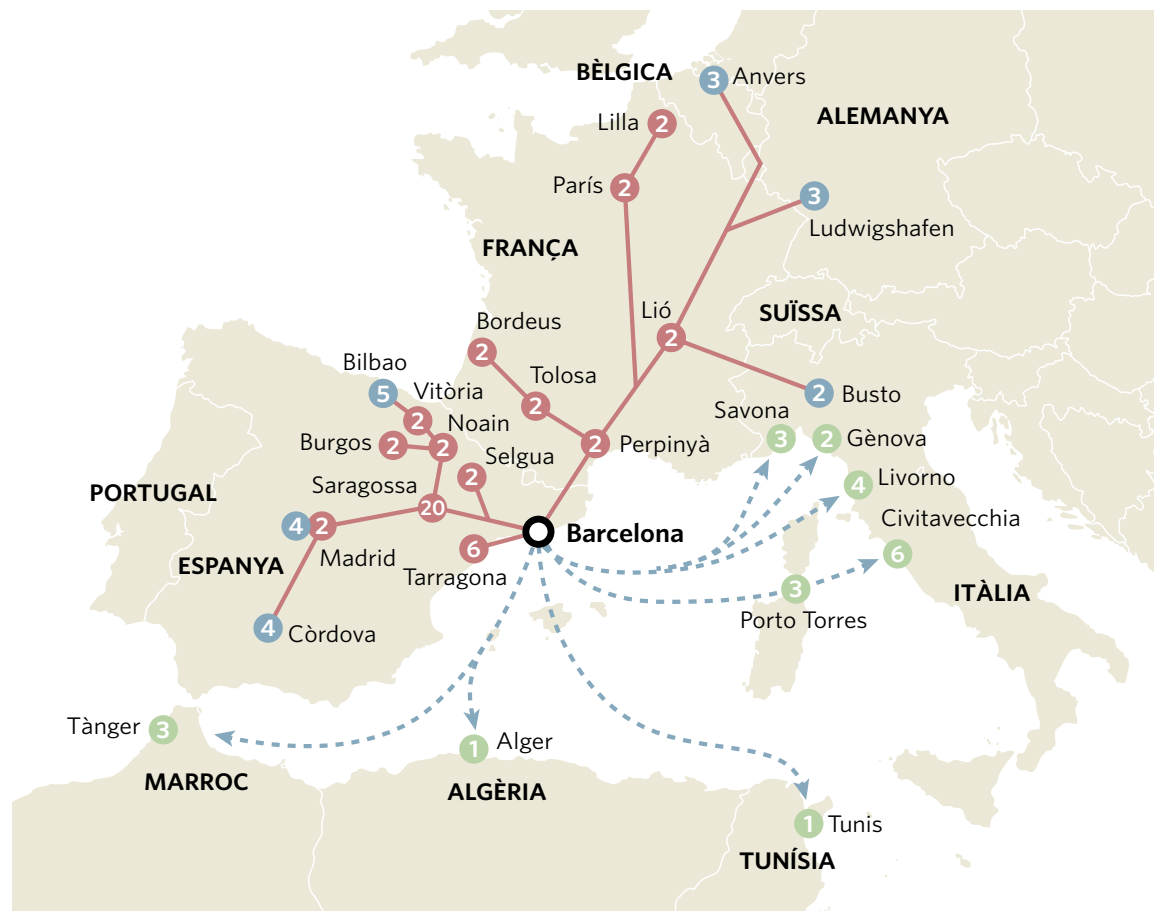 BÈLGICA
3 Anvers
ALEMANYA
Lilla 2
París 2
3
Ludwigshafen
FRANÇA
Lió
2
SUÏSSA
Bordeus
2
Bilbao
5
Tolosa
2
Vitòria
2
2 Busto
Savona
3
2 Gènova
Noain
2
Burgos 2
2 Perpinyà
Selgua
2
Livorno
4
Saragossa
20
PORTUGAL
Civitavecchia
6
4 2
Madrid
Barcelona
6
Tarragona
ESPANYA
ITÀLIA
3
Porto Torres
4 Còrdova
Tànger 3
1 Alger
MARROC
ALGÈRIA
1 Tunis
TUNÍSIA